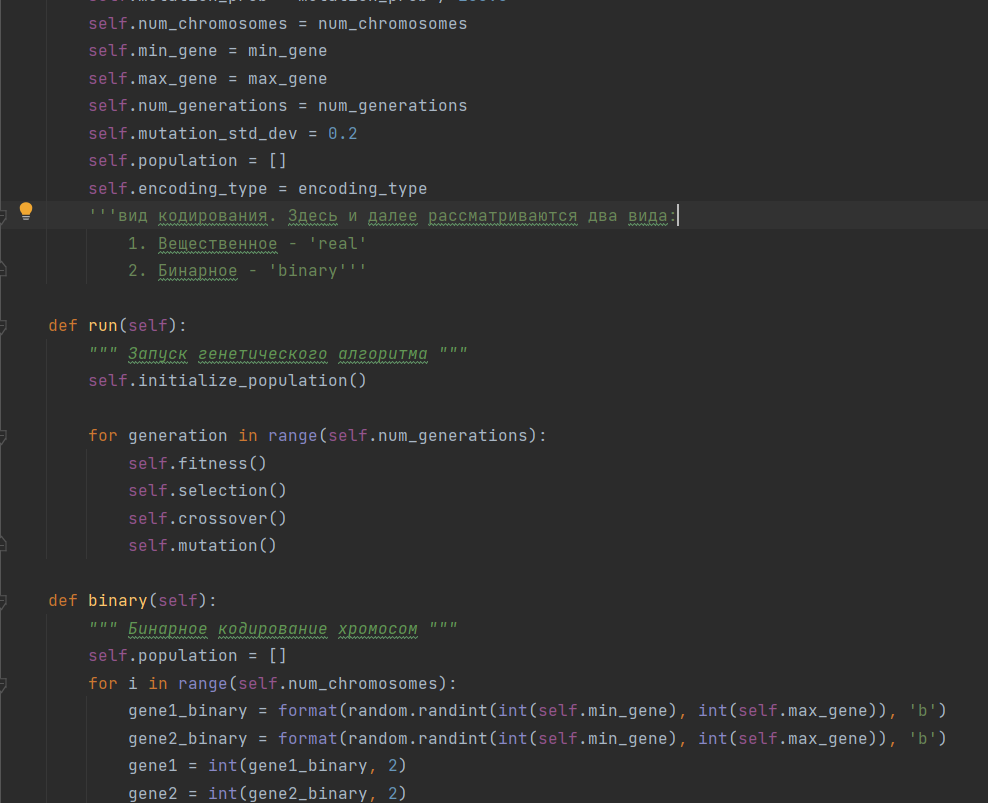 self.num_chromosomes = num_chromosomes
self.min_gene = min_gene
self.max_gene = max_gene
self.num_generations = num_generations
self.mutation_std_dev = 0.2
self.population = []
self.encoding_type = encoding_type
'''вид кодирования. Здесь и далее рассматриваются два вида:
1. Вещественное - 'real'
2. Бинарное - 'binary'''
def run(self):
""" Запуск генетического алгоритма """
self.initialize_population()
for generation in range(self.num_generations):
self.fitness()
self.selection()
self.crossover()
self.mutation()
def binary(self):
""" Бинарное кодирование хромосом """
self.population = []
for i in range(self.num_chromosomes):
gene1_binary = format(random.randint(int(self.min_gene), int(self.max_gene)), 'b')
gene2_binary = format(random.randint(int(self.min_gene), int(self.max_gene)), 'b')
gene1 = int(gene1_binary, 2)
gene2 = int(gene2_binary, 2)